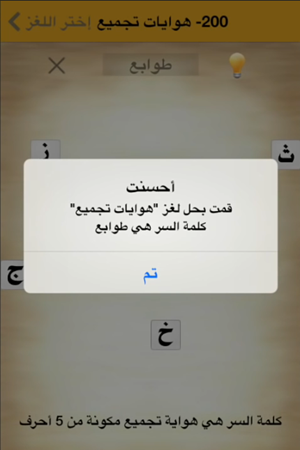 200- هوايات تجميع
إختر اللغز
طوابع
ز
ث
أحسنت
قمت بحل لغز "هوايات تجميع"
كلمة السر هي طوابع
تم
ج
خ
كلمة السر هي هواية تجميع مكونة من 5 أحرف